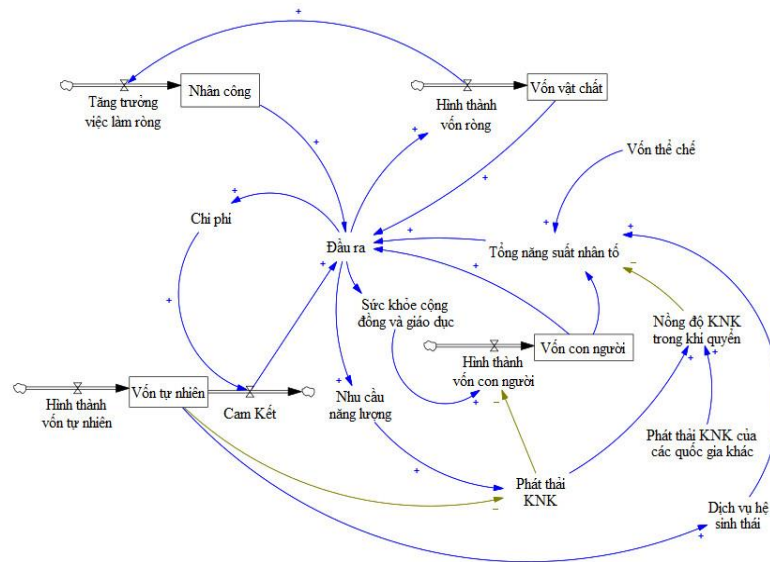 Nhân công
Tăng trưởng
việc làm ròng
Vốn vật chất
Hình thành
vốn ròng
Vốn thể chế
Chi phi
Đầu ra
Tổng năng suất nhân tố
Sức khỏe cộng
đồng và giáo dục
Nồng độ KNK
trong khí quyển
Vốn con người
Hình thành
vốn con người
Vốn tự nhiên
Hình thành
vốn tự nhiên
Cam Kết
Nhu cầu
năng lượng
Phát thải KNK của
các quốc gia khác
Phát thải
KNK
Dịch vụ hệ
sinh thái